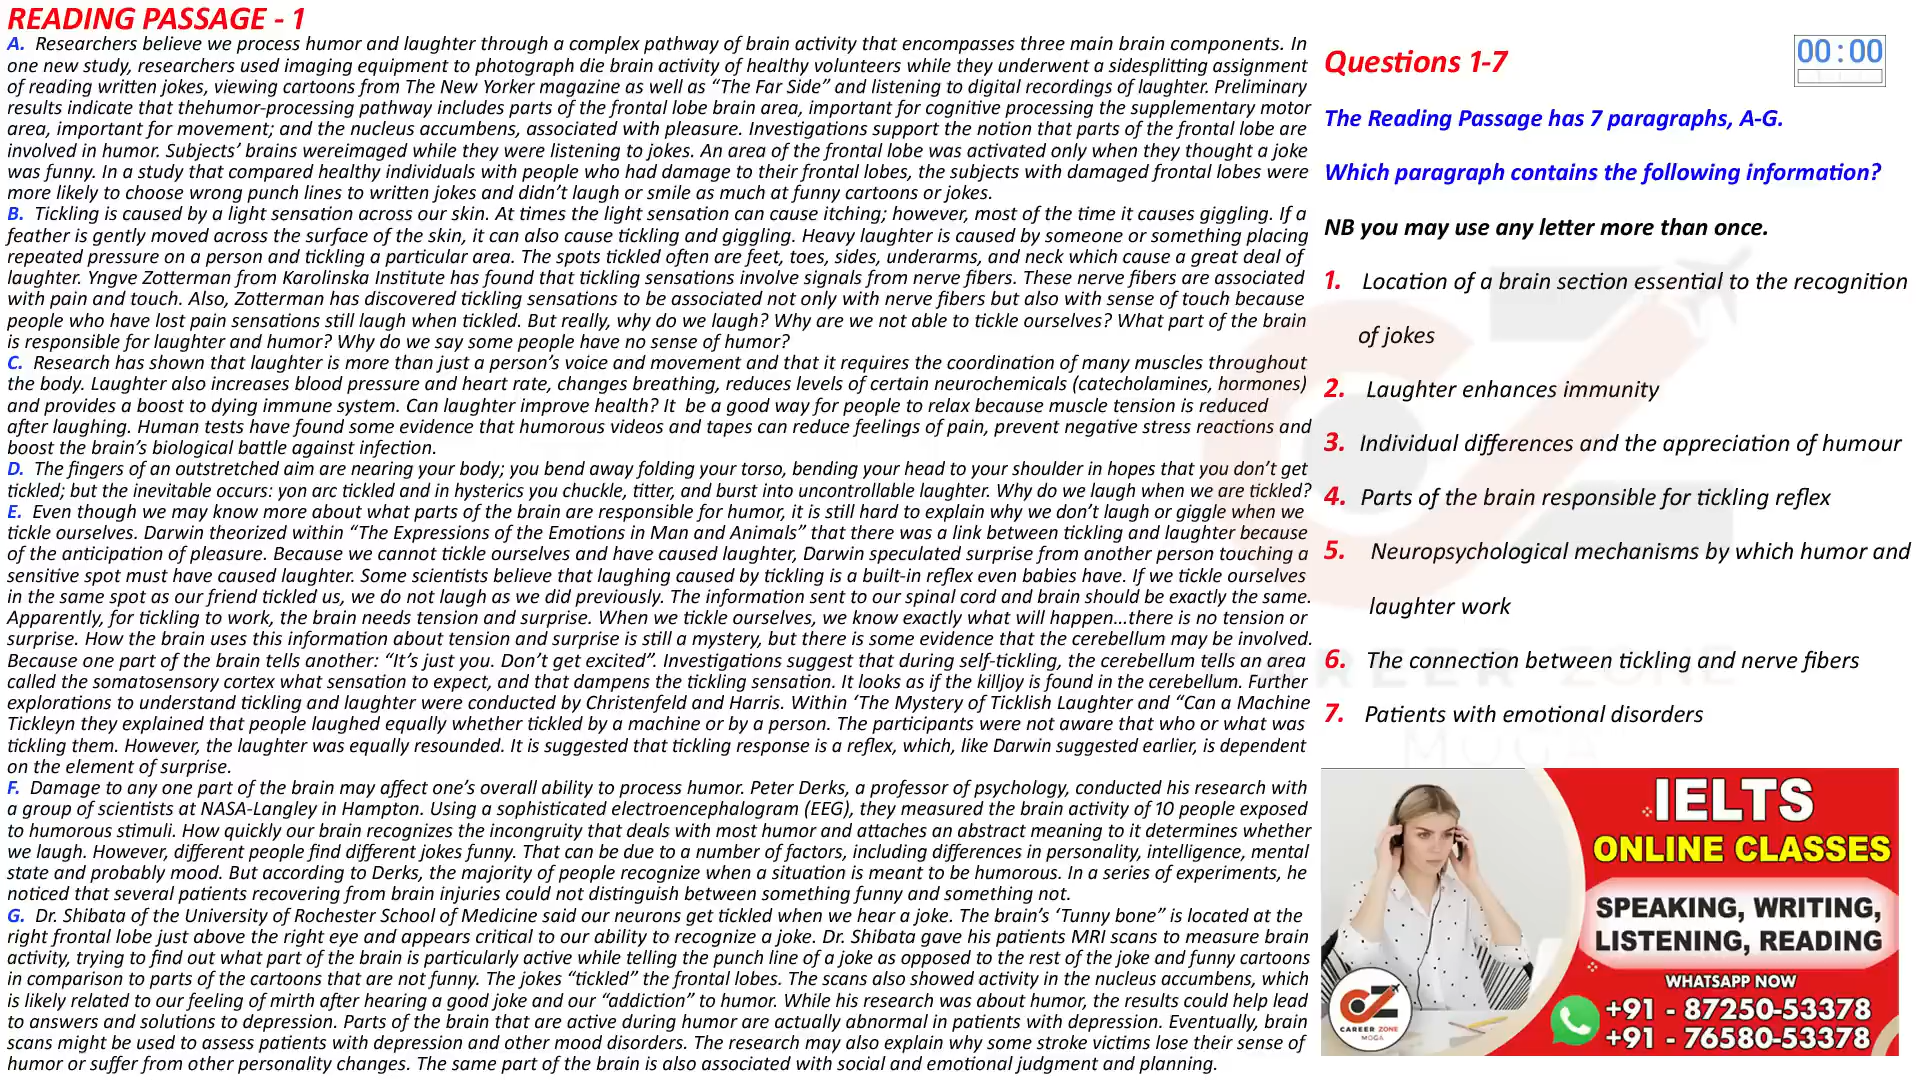 READING PASSAGE - 1
A. Researchers believe we process humor and laughter through a complex pathway of brain activity that encompasses three main brain components. In
one new study, researchers used imaging equipment to photograph die brain activity of healthy volunteers while they underwent a sidesplitting assignment
of reading written jokes, viewing cartoons from The New Yorker magazine as well as “The Far Side” and listening to digital recordings of laughter. Preliminary
results indicate that thehumor-processing pathway includes parts of the frontal lobe brain area, important for cognitive processing the supplementary motor
area, important for movement; and the nucleus accumbens, associated with pleasure. Investigations support the notion that parts of the frontal lobe are
involved in humor. Subjects’ brains wereimaged while they were listening to jokes. An area of the frontal lobe was activated only when they thought a joke
was funny. In a study that compared healthy individuals with people who had damage to their frontal lobes, the subjects with damaged frontal lobes were
more likely to choose wrong punch lines to written jokes and didn’t laugh or smile as much at funny cartoons or jokes.
B. Tickling is caused by a light sensation across our skin. At times the light sensation can cause itching; however, most of the time it causes giggling. If a
feather is gently moved across the surface of the skin, it can also cause tickling and giggling. Heavy laughter is caused by someone or something placing
repeated pressure on a person and tickling a particular area. The spots tickled often are feet, toes, sides, underarms, and neck which cause a great deal of
laughter. Yngve Zotterman from Karolinska Institute has found that tickling sensations involve signals from nerve fibers. These nerve fibers are associated
with pain and touch. Also, Zotterman has discovered tickling sensations to be associated not only with nerve fibers but also with sense of touch because
people who have lost pain sensations still laugh when tickled. But really, why do we laugh? Why are we not able to tickle ourselves? What part of the brain
is responsible for laughter and humor? Why do we say some people have no sense of humor?
C. Research has shown that laughter is more than just a person’s voice and movement and that it requires the coordination of many muscles throughout
the body. Laughter also increases blood pressure and heart rate, changes breathing, reduces levels of certain neurochemicals (catecholamines, hormones)
and provides a boost to dying immune system. Can laughter improve health? It be a good way for people to relax because muscle tension is reduced
after laughing. Human tests have found some evidence that humorous videos and tapes can reduce feelings of pain, prevent negative stress reactions and
boost the brain’s biological battle against infection.
D. The fingers of an outstretched aim are nearing your body; you bend away folding your torso, bending your head to your shoulder in hopes that you don’t get
tickled; but the inevitable occurs: yon arc tickled and in hysterics you chuckle, titter, and burst into uncontrollable laughter. Why do we laugh when we are tickled?
E. Even though we may know more about what parts of the brain are responsible for humor, it is still hard to explain why we don’t laugh or giggle when we
tickle ourselves. Darwin theorized within “The Expressions of the Emotions in Man and Animals” that there was a link between tickling and laughter because
of the anticipation of pleasure. Because we cannot tickle ourselves and have caused laughter, Darwin speculated surprise from another person touching a
sensitive spot must have caused laughter. Some scientists believe that laughing caused by tickling is a built-in reflex even babies have. If we tickle ourselves
in the same spot as our friend tickled us, we do not laugh as we did previously. The information sent to our spinal cord and brain should be exactly the same.
Apparently, for tickling to work, the brain needs tension and surprise. When we tickle ourselves, we know exactly what will happen...there is no tension or
surprise. How the brain uses this information about tension and surprise is still a mystery, but there is some evidence that the cerebellum may be involved.
Because one part of the brain tells another: “It’s just you. Don’t get excited”. Investigations suggest that during self-tickling, the cerebellum tells an area
called the somatosensory cortex what sensation to expect, and that dampens the tickling sensation. It looks as if the killjoy is found in the cerebellum. Further
explorations to understand tickling and laughter were conducted by Christenfeld and Harris. Within ‘The Mystery of Ticklish Laughter and “Can a Machine
Tickleyn they explained that people laughed equally whether tickled by a machine or by a person. The participants were not aware that who or what was
tickling them. However, the laughter was equally resounded. It is suggested that tickling response is a reflex, which, like Darwin suggested earlier, is dependent
on the element of surprise.
F. Damage to any one part of the brain may affect one’s overall ability to process humor. Peter Derks, a professor of psychology, conducted his research with
a group of scientists at NASA-Langley in Hampton. Using a sophisticated electroencephalogram (EEG), they measured the brain activity of 10 people exposed
to humorous stimuli. How quickly our brain recognizes the incongruity that deals with most humor and attaches an abstract meaning to it determines whether
we laugh. However, different people find different jokes funny. That can be due to a number of factors, including differences in personality, intelligence, mental
state and probably mood. But according to Derks, the majority of people recognize when a situation is meant to be humorous. In a series of experiments, he
noticed that several patients recovering from brain injuries could not distinguish between something funny and something not.
G. Dr. Shibata of the University of Rochester School of Medicine said our neurons get tickled when we hear a joke. The brain’s ‘Tunny bone” is located at the
right frontal lobe just above the right eye and appears critical to our ability to recognize a joke. Dr. Shibata gave his patients MRI scans to measure brain
activity, trying to find out what part of the brain is particularly active while telling the punch line of a joke as opposed to the rest of the joke and funny cartoons
in comparison to parts of the cartoons that are not funny. The jokes “tickled” the frontal lobes. The scans also showed activity in the nucleus accumbens, which
is likely related to our feeling of mirth after hearing a good joke and our “addiction” to humor. While his research was about humor, the results could help lead
to answers and solutions to depression. Parts of the brain that are active during humor are actually abnormal in patients with depression. Eventually, brain
scans might be used to assess patients with depression and other mood disorders. The research may also explain why some stroke victims lose their sense of
humor or suffer from other personality changes. The same part of the brain is also associated with social and emotional judgment and planning.
00:00
Questions 1-7
The Reading Passage has 7 paragraphs, A-G.
Which paragraph contains the following information?
NB you may use any letter more than once.
1. Location of a brain section essential to the recognition
of jokes
2. Laughter enhances immunity
3. Individual differences and the appreciation of humour
4. Parts of the brain responsible for tickling reflex
5. Neuropsychological mechanisms by which humor and
laughter work
6. The connection between tickling and nerve fibers
7. Patients with emotional disorders
CAREER ZONE
MOGA
IELTS
ONLINE CLASSES
SPEAKING, WRITING,
LISTENING, READING
WHATSAPP NOW
+91 - 87250-53378
+91 - 76580-53378
CAREER ZONE
MOGA